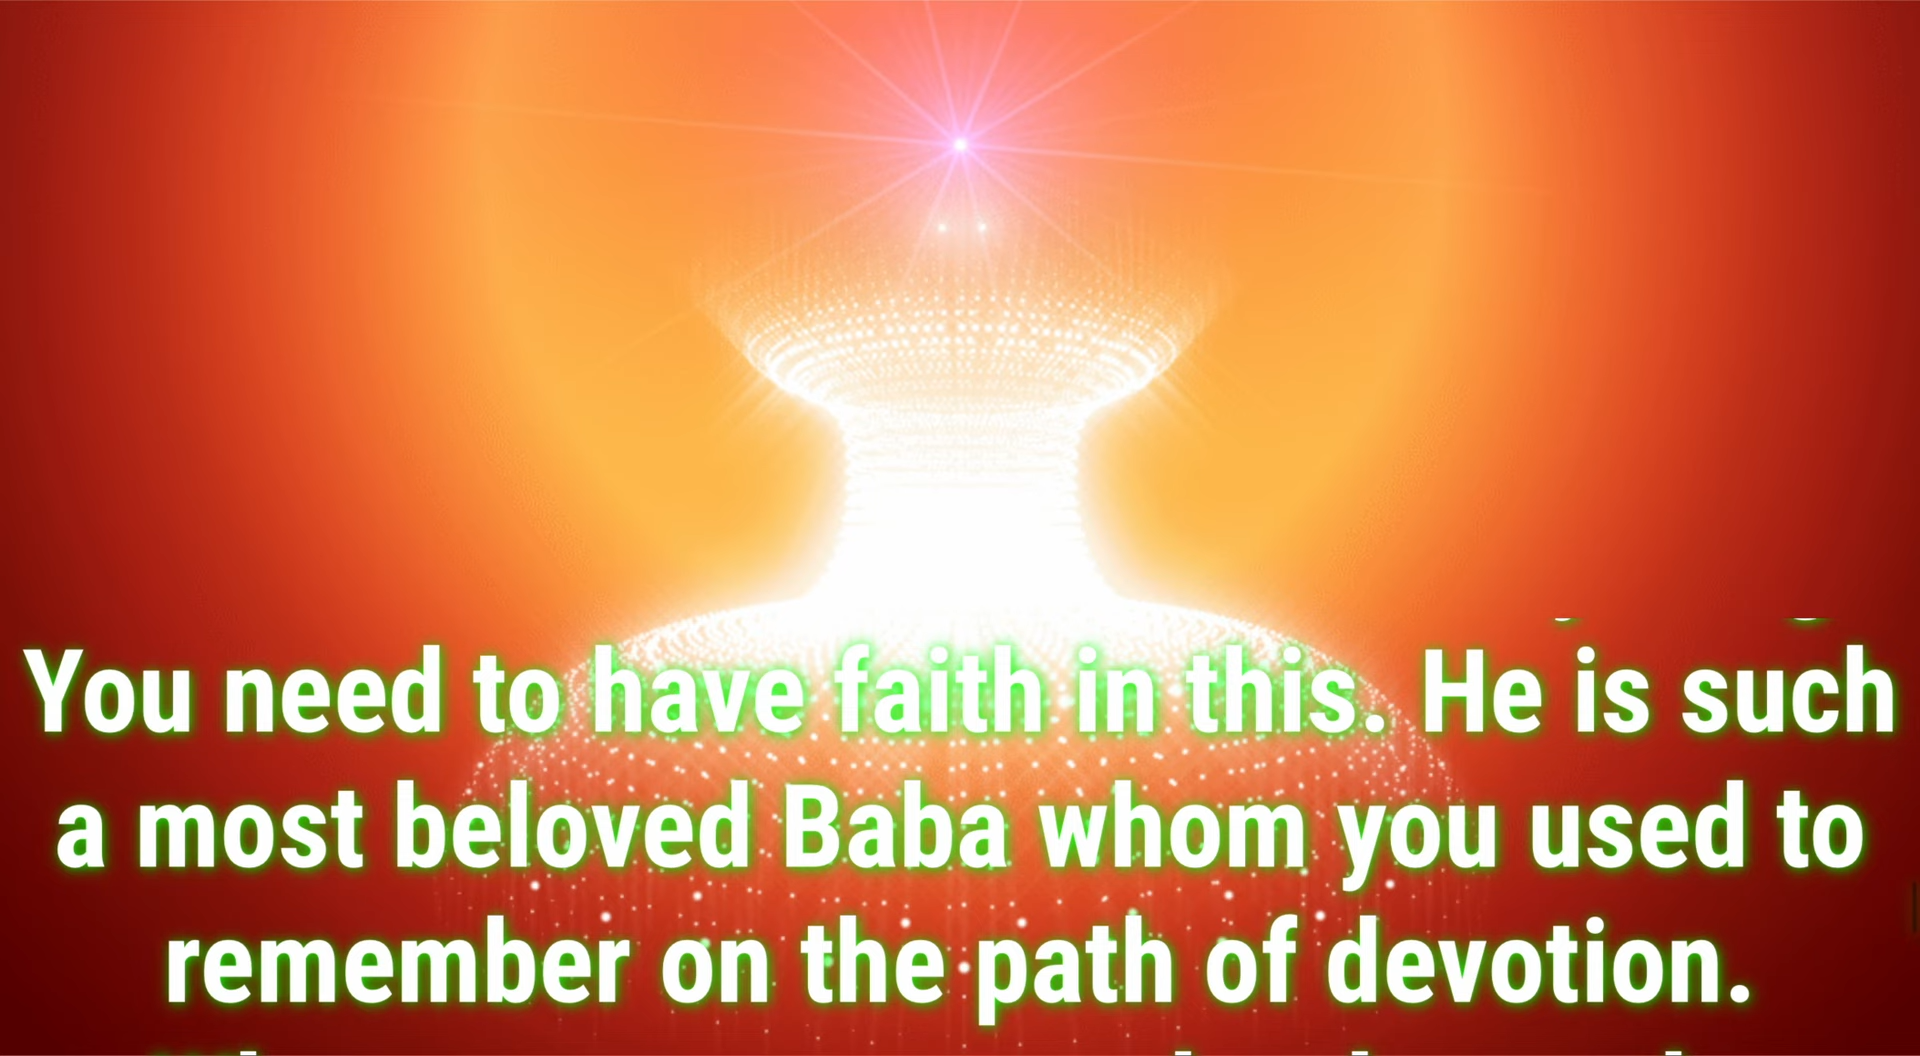 You need to have faith in this. He is such
a most beloved Baba whom you used to
remember on the path of devotion.